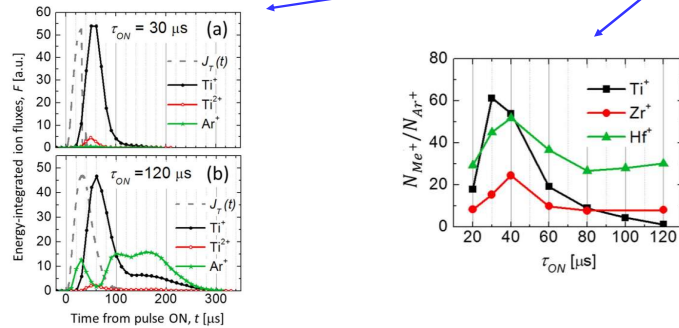 Energy-integrated ion fluxes, F [a.u.]
60
50
40
30
20
10
0
τON = 30 µs
(a)
JT (t)
Ti+
Ti2+
Ar+
50
40
30
20
10
0
τON = 120 µs
(b)
JT (t)
Ti+
Ti2+
Ar+
0 100 200 300
Time from pulse ON, t [µs]
NMe+/NAr+
80
60
40
20
0
Ti+
Zr+
Hf+
20 40 60 80 100 120
τON [µs]